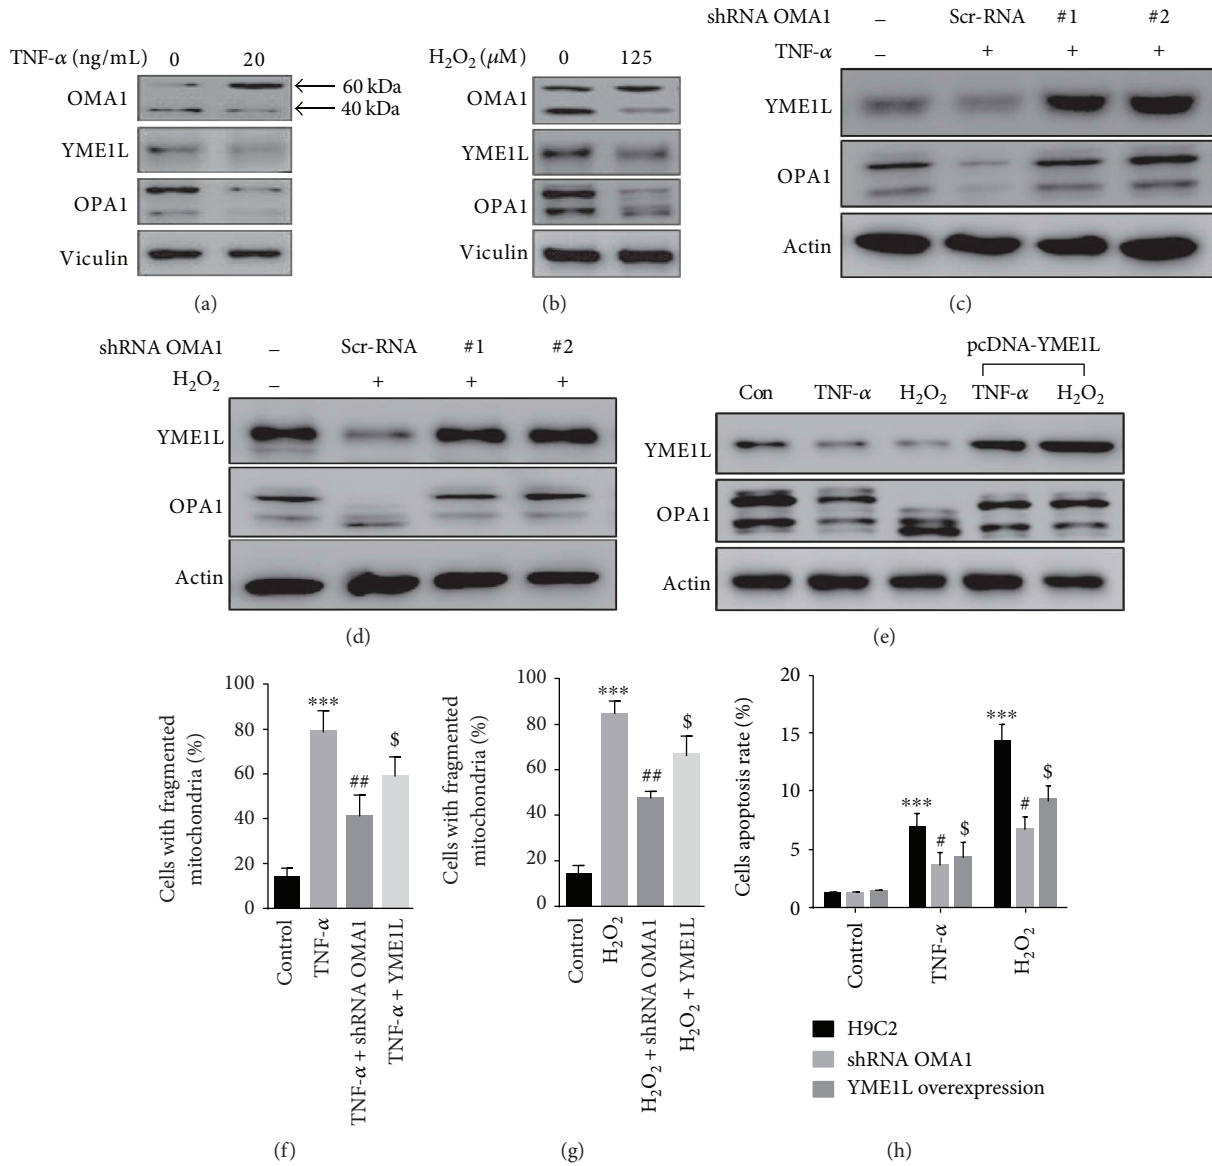 TNF-α (ng/mL) 0 20
OMA1
60 kDa
40 kDa
YME1L
OPA1
Viculin
(a)
H2O2 (μM) 0 125
OMA1
YME1L
OPA1
Viculin
(b)
shRNA OMA1 – Scr-RNA #1 #2
TNF-α – + + +
YME1L
OPA1
Actin
(c)
shRNA OMA1 – Scr-RNA #1 #2
H2O2 – + + +
YME1L
OPA1
Actin
(d)
pcDNA-YME1L
Con TNF-α H2O2 TNF-α H2O2
YME1L
OPA1
Actin
(e)
Cells with fragmented
mitochondria (%)
100
80
60
40
20
0
***
##
$
Control
TNF-α
TNF-α + shRNA OMA1
TNF-α + YME1L
(f)
Cells with fragmented
mitochondria (%)
100
80
60
40
20
0
***
##
$
Control
H2O2
H2O2 + shRNA OMA1
H2O2 + YME1L
(g)
Cells apoptosis rate (%)
20
15
10
5
0
***
#
$
***
#
$
Control
TNF-α
H2O2
H9C2
shRNA OMA1
YME1L overexpression
(h)